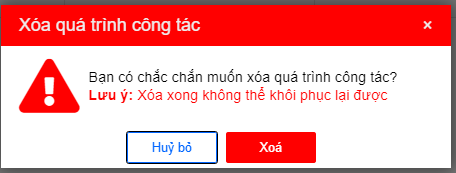 Xóa quá trình công tác ×
Bạn có chắc chắn muốn xóa quá trình công tác?
Lưu ý: Xóa xong không thể khôi phục lại được
Huỷ bỏ Xoá